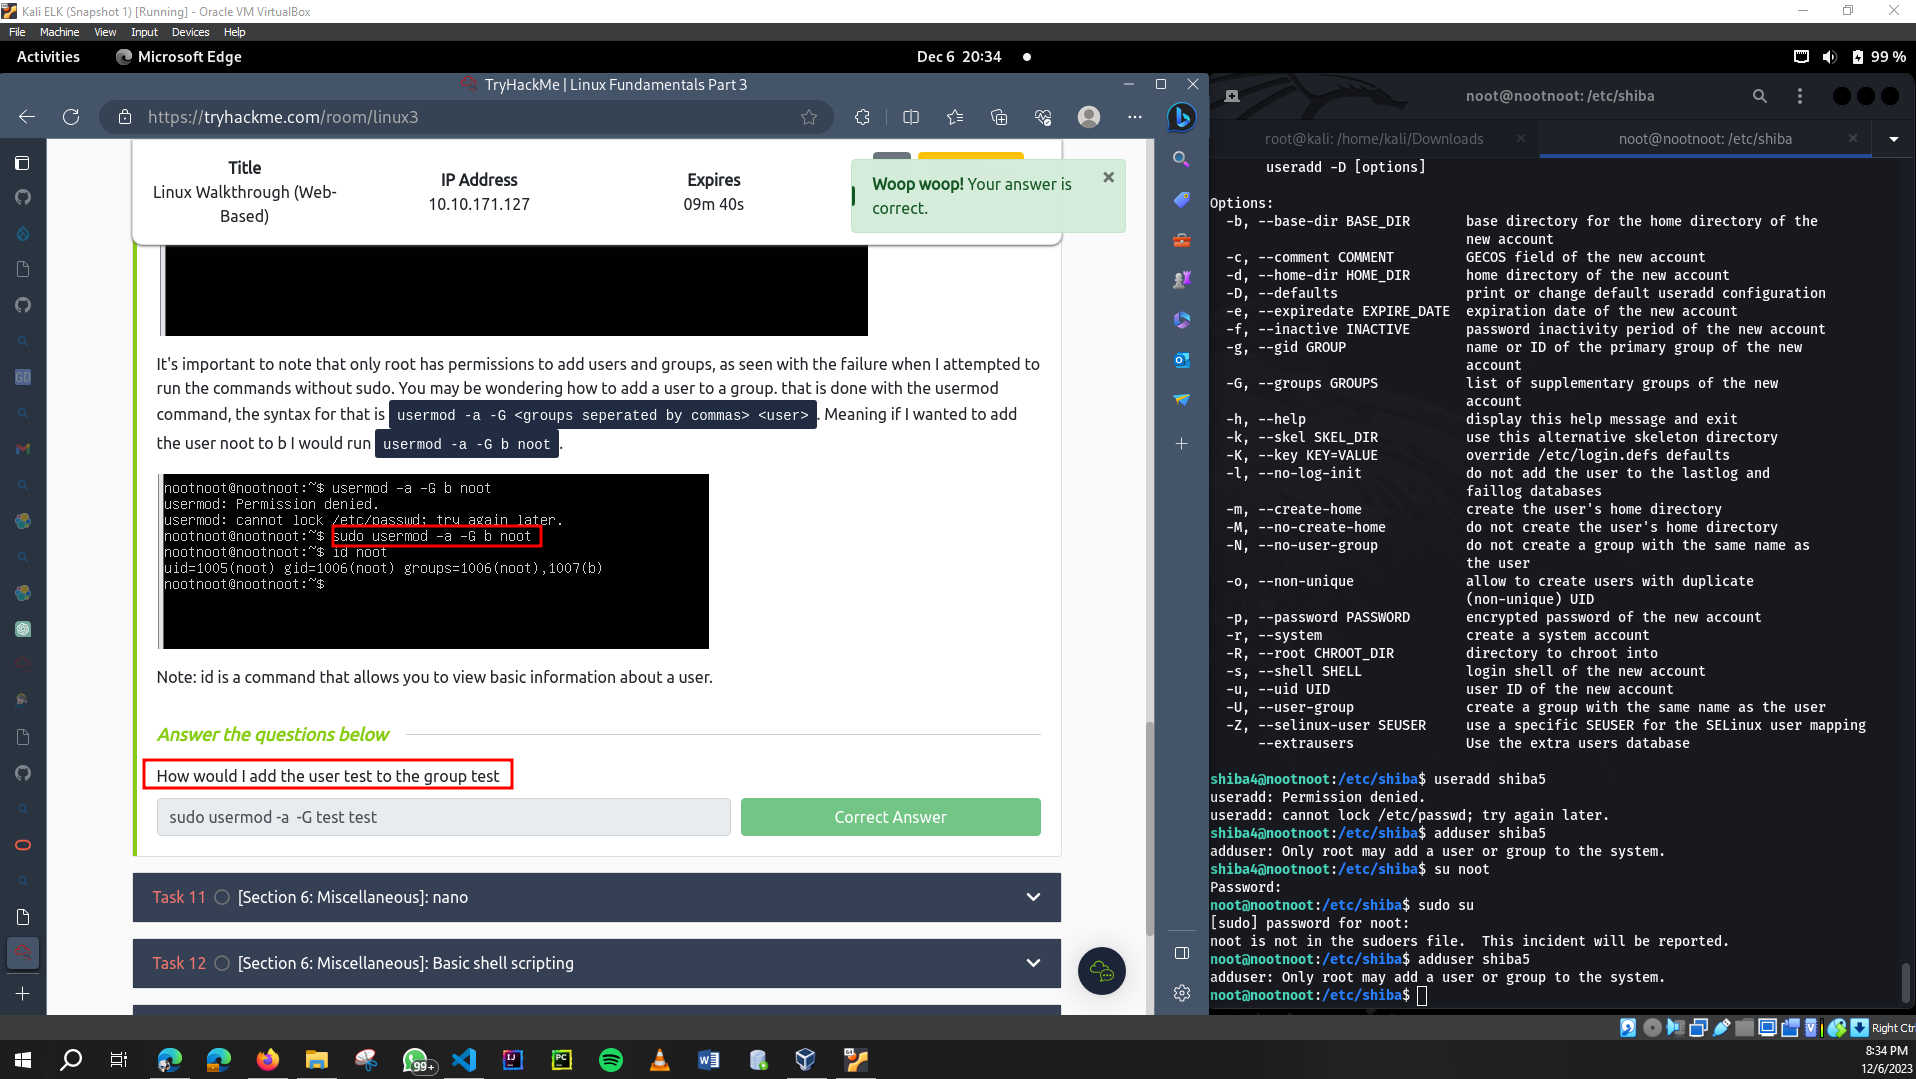 Kali ELK (Snapshot 1) [Running] - Oracle VM VirtualBox
File Machine View Input Devices Help
Activities Microsoft Edge
Dec 6 20:34
99 %
TryHackMe | Linux Fundamentals Part 3
https://tryhackme.com/room/linux3
Title
Linux Walkthrough (Web-
Based)
IP Address
10.10.171.127
Expires
09m 40s
Woop woop! Your answer is
correct.
It's important to note that only root has permissions to add users and groups, as seen with the failure when I attempted to
run the commands without sudo. You may be wondering how to add a user to a group. that is done with the usermod
command, the syntax for that is usermod -a -G <groups seperated by commas> <user> . Meaning if I wanted to add
the user noot to b I would run usermod -a -G b noot .
nootnoot@nootnoot:~$ usermod -a -G b noot
usermod: Permission denied.
usermod: cannot lock /etc/passwd; try again later.
nootnoot@nootnoot:~$ sudo usermod -a -G b noot
nootnoot@nootnoot:~$ id noot
uid=1005(noot) gid=1006(noot) groups=1006(noot),1007(b)
nootnoot@nootnoot:~$
Note: id is a command that allows you to view basic information about a user.
Answer the questions below
How would I add the user test to the group test
sudo usermod -a  -G test test
Correct Answer
Task 11 [Section 6: Miscellaneous]: nano
Task 12 [Section 6: Miscellaneous]: Basic shell scripting
noot@nootnoot: /etc/shiba
root@kali: /home/kali/Downloads
noot@nootnoot: /etc/shiba
useradd -D [options]
Options:
-b, --base-dir BASE_DIR base directory for the home directory of the
new account
-c, --comment COMMENT GECOS field of the new account
-d, --home-dir HOME_DIR home directory of the new account
-D, --defaults print or change default useradd configuration
-e, --expiredate EXPIRE_DATE expiration date of the new account
-f, --inactive INACTIVE password inactivity period of the new account
-g, --gid GROUP name or ID of the primary group of the new
account
-G, --groups GROUPS list of supplementary groups of the new
account
-h, --help display this help message and exit
-k, --skel SKEL_DIR use this alternative skeleton directory
-K, --key KEY=VALUE override /etc/login.defs defaults
-l, --no-log-init do not add the user to the lastlog and
faillog databases
-m, --create-home create the user's home directory
-M, --no-create-home do not create the user's home directory
-N, --no-user-group do not create a group with the same name as
the user
-o, --non-unique allow to create users with duplicate
(non-unique) UID
-p, --password PASSWORD encrypted password of the new account
-r, --system create a system account
-R, --root CHROOT_DIR directory to chroot into
-s, --shell SHELL login shell of the new account
-u, --uid UID user ID of the new account
-U, --user-group create a group with the same name as the user
-Z, --selinux-user SEUSER use a specific SEUSER for the SELinux user mapping
--extrausers Use the extra users database
shiba4@nootnoot:/etc/shiba$ useradd shiba5
useradd: Permission denied.
useradd: cannot lock /etc/passwd; try again later.
shiba4@nootnoot:/etc/shiba$ adduser shiba5
adduser: Only root may add a user or group to the system.
shiba4@nootnoot:/etc/shiba$ su noot
Password:
noot@nootnoot:/etc/shiba$ sudo su
[sudo] password for noot:
noot is not in the sudoers file.  This incident will be reported.
noot@nootnoot:/etc/shiba$ adduser shiba5
adduser: Only root may add a user or group to the system.
noot@nootnoot:/etc/shiba$
Right Ctr
99+
8:34 PM
12/6/2023